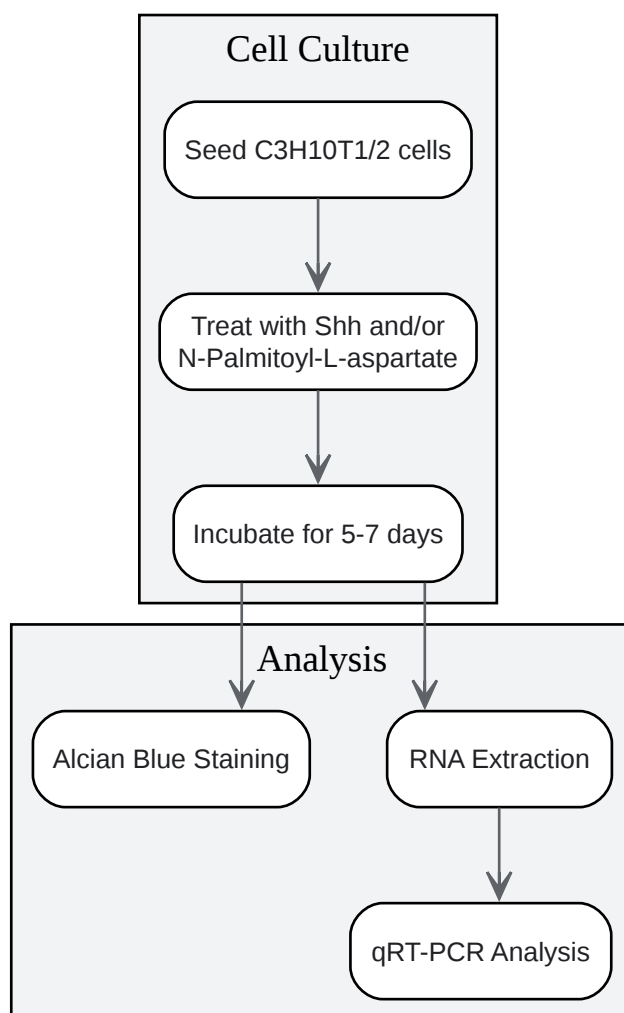 Cell Culture
Seed C3H10T1/2 cells
Treat with Shh and/or
N-Palmitoyl-L-aspartate
Incubate for 5-7 days
Analysis
Alcian Blue Staining
RNA Extraction
qRT-PCR Analysis